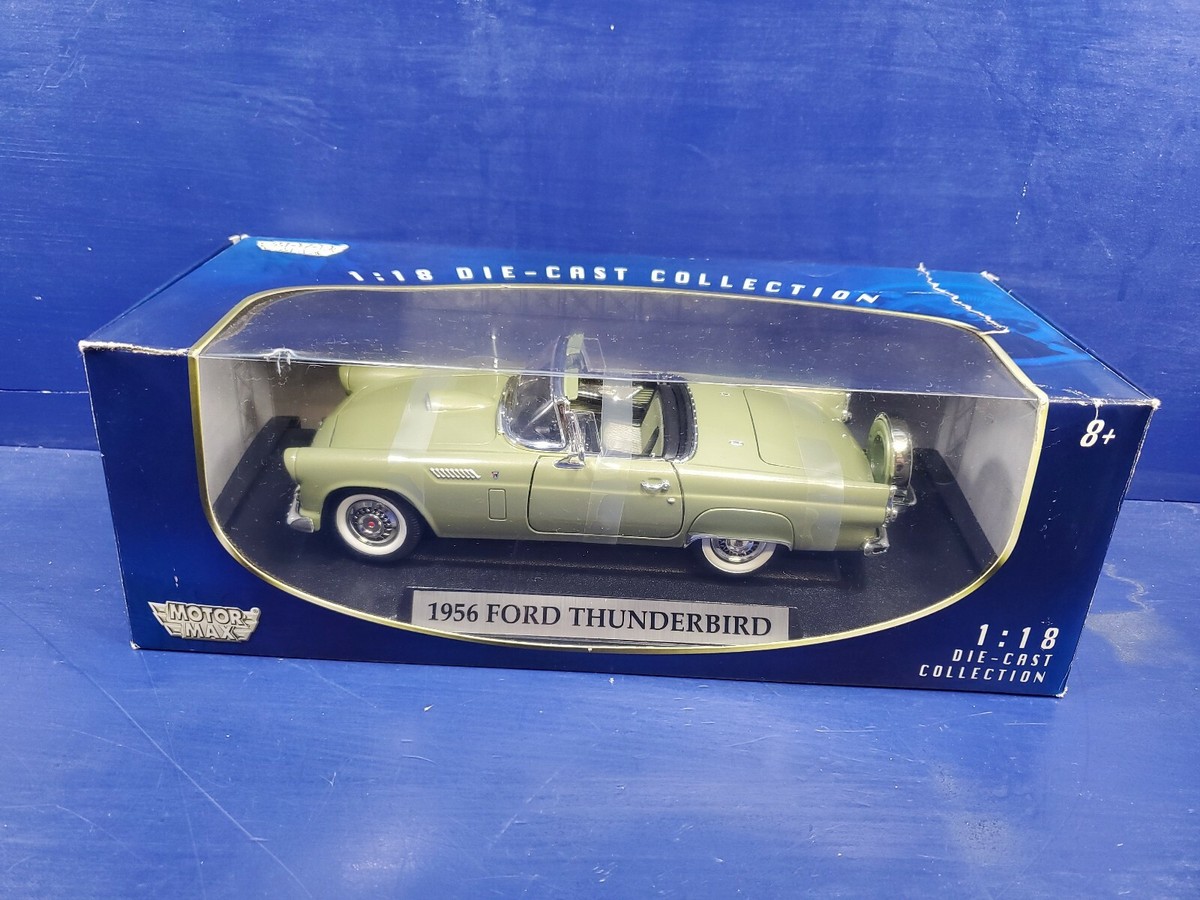 1:18 DIE-CAST COLLECTION
8+
1956 FORD THUNDERBIRD
MOTOR
MAX
1:18
DIE-CAST
COLLECTION